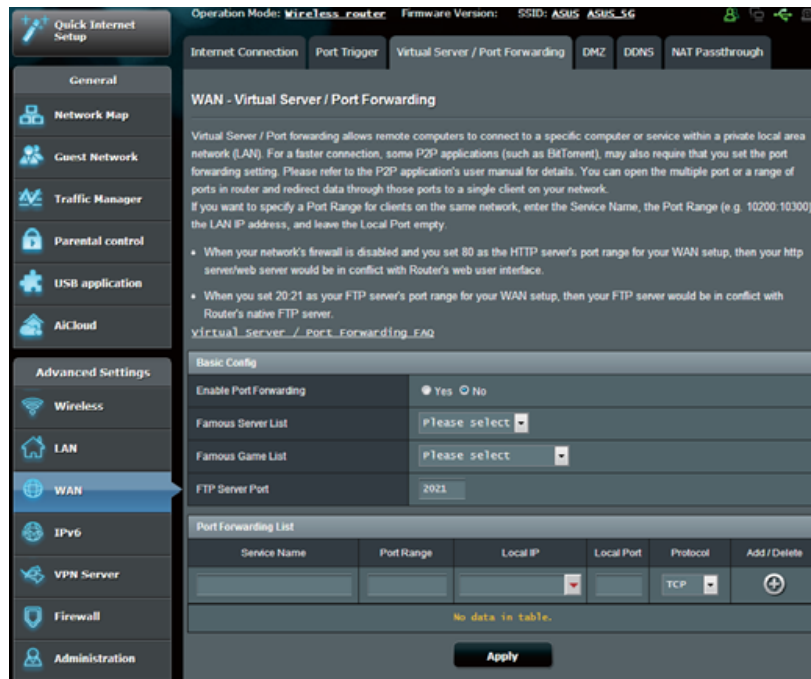 Quick Internet
Setup
Operation Mode: Wireless router Firmware Version: SSID: ASUS ASUS_5G
Internet Connection
Port Trigger
Virtual Server / Port Forwarding
DMZ
DDNS
NAT Passthrough
General
Network Map
Guest Network
Traffic Manager
Parental control
USB application
AiCloud
Advanced Settings
Wireless
LAN
WAN
IPv6
VPN Server
Firewall
Administration
WAN - Virtual Server / Port Forwarding
Virtual Server / Port forwarding allows remote computers to connect to a specific computer or service within a private local area
network (LAN). For a faster connection, some P2P applications (such as BitTorrent), may also require that you set the port
forwarding setting. Please refer to the P2P application's user manual for details. You can open the multiple port or a range of
ports in router and redirect data through those ports to a single client on your network.
If you want to specify a Port Range for clients on the same network, enter the Service Name, the Port Range (e.g. 10200:10300)
the LAN IP address, and leave the Local Port empty.
• When your network's firewall is disabled and you set 80 as the HTTP server's port range for your WAN setup, then your http
server/web server would be in conflict with Router's web user interface.
• When you set 20:21 as your FTP server's port range for your WAN setup, then your FTP server would be in conflict with
Router's native FTP server.
Virtual Server / Port Forwarding FAQ
Basic Config
Enable Port Forwarding Yes No
Famous Server List Please select
Famous Game List Please select
FTP Server Port 2021
Port Forwarding List
Service Name Port Range Local IP Local Port Protocol Add / Delete
TCP
No data in table.
Apply